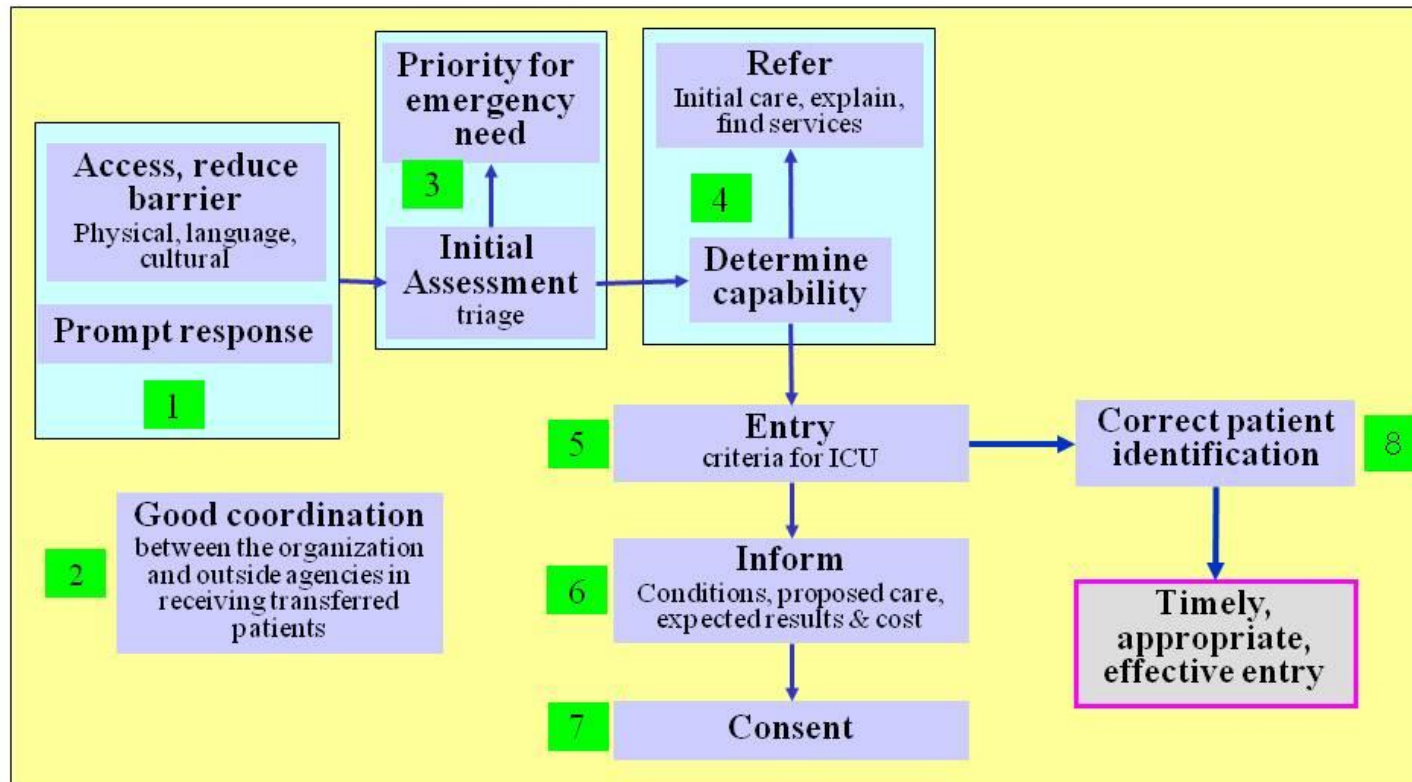 Access, reduce
barrier
Physical, language,
cultural
Prompt response
1
Good coordination
between the organization
and outside agencies in
receiving transferred
patients
2
Priority for
emergency
need
3
Initial
Assessment
triage
Refer
Initial care, explain,
find services
4
Determine
capability
5
Entry
criteria for ICU
6
Inform
Conditions, proposed care,
expected results & cost
7
Consent
Correct patient
identification
8
Timely,
appropriate,
effective entry